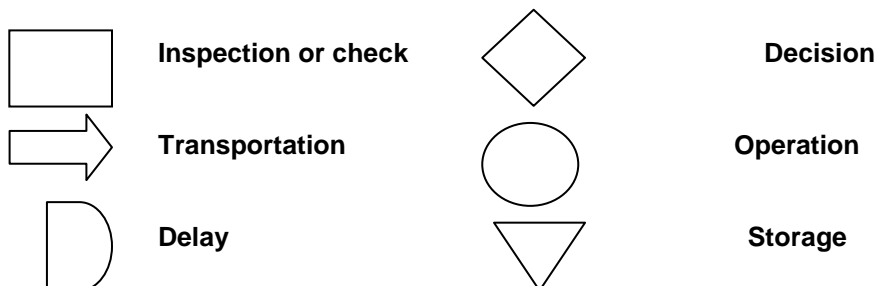 Inspection or check Decision
Transportation Operation
Delay Storage